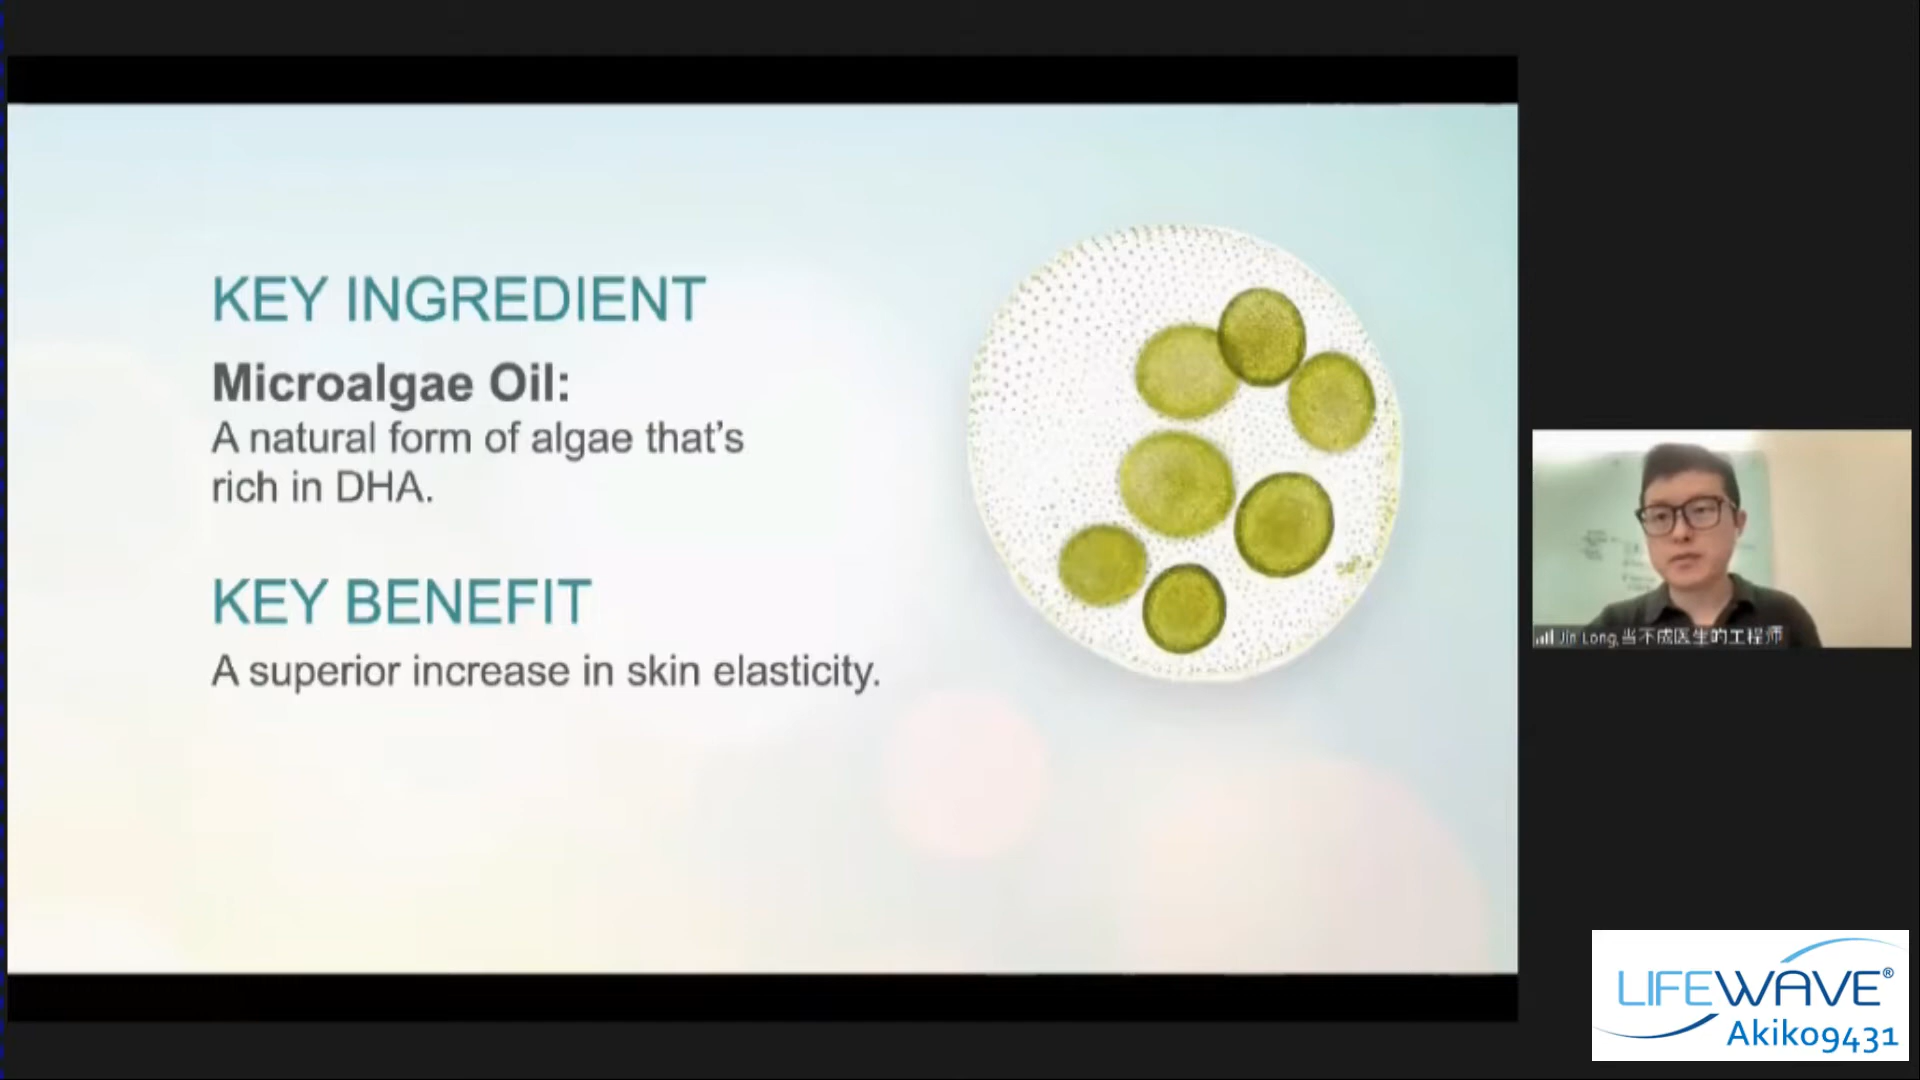 KEY INGREDIENT
Microalgae Oil:
A natural form of algae that's
rich in DHA.
KEY BENEFIT
A superior increase in skin elasticity.
Jin Long,当不成医生的工程师
LIFEWAVE®
Akiko9431